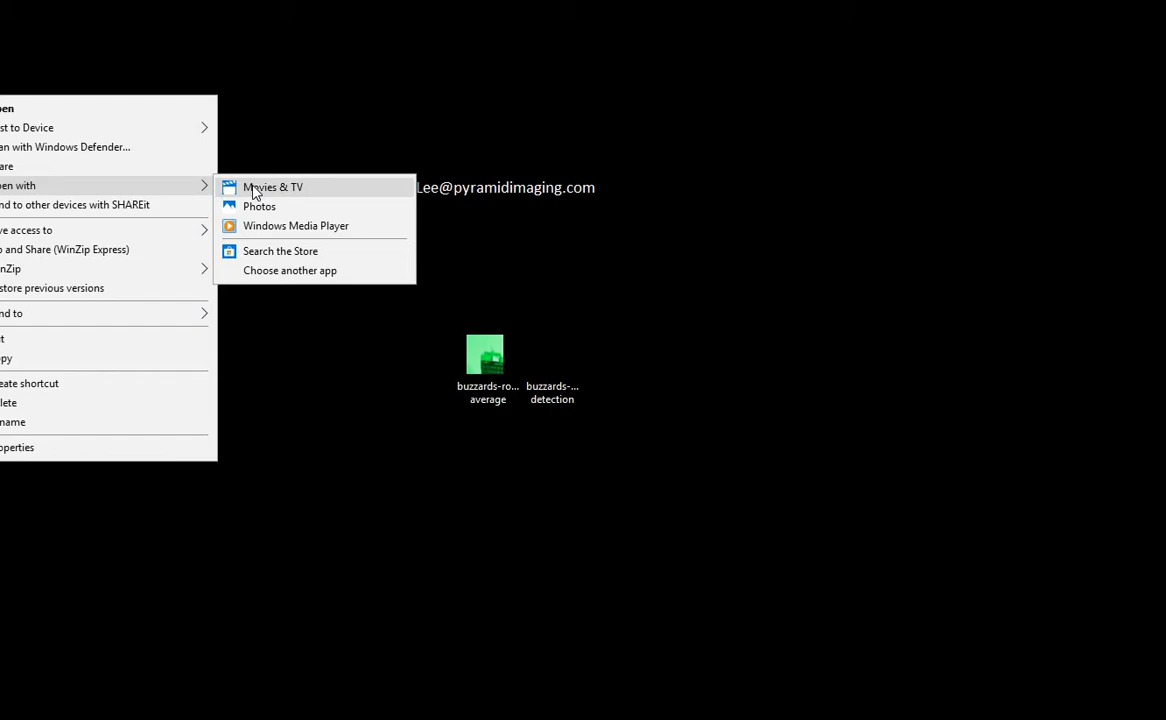 pen
st to Device
an with Windows Defender...
are
pen with
nd to other devices with SHAREit
ve access to
p and Share (WinZip Express)
nZip
store previous versions
nd to
t
py
eate shortcut
lete
name
operties
Movies & TV
Photos
Windows Media Player
Search the Store
Choose another app
Lee@pyramidimaging.com
buzzards-ro...
average
buzzards-...
detection